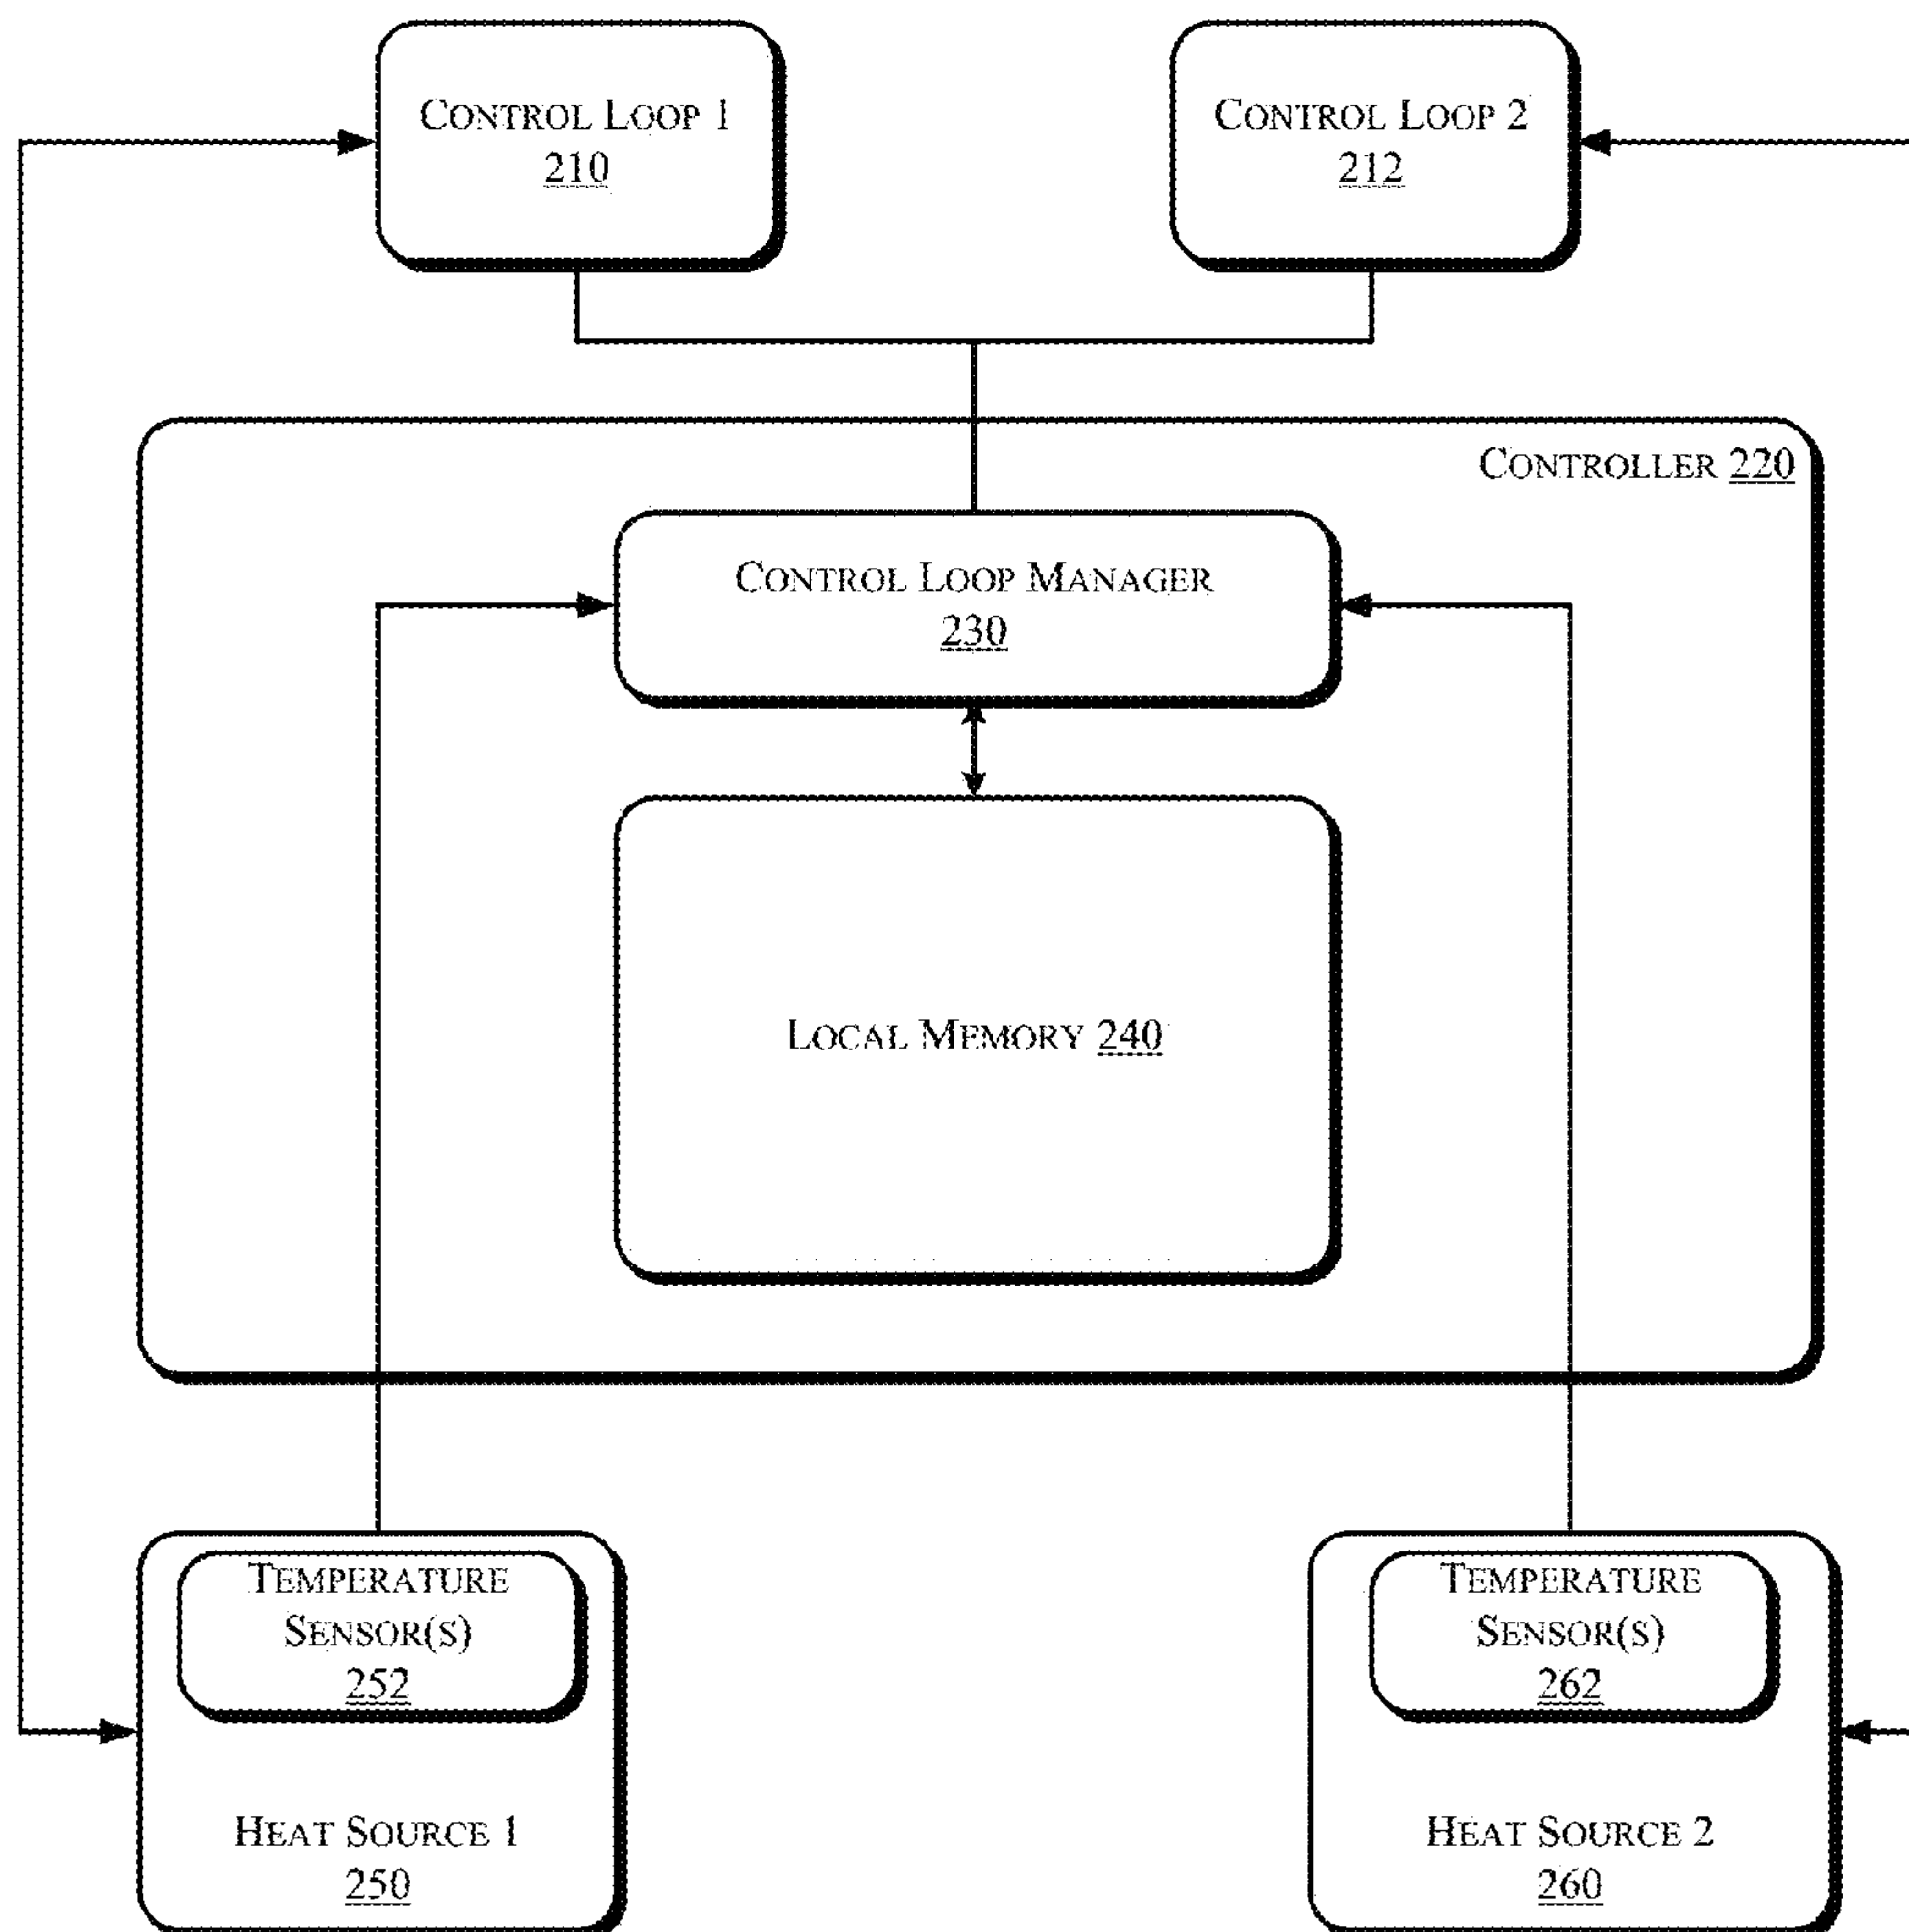 CONTROL LOOP 1
210
CONTROL LOOP 2
212
CONTROLLER 220
CONTROL LOOP MANAGER
230
LOCAL MEMORY 240
TEMPERATURE
SENSOR(S)
252
HEAT SOURCE 1
250
TEMPERATURE
SENSOR(S)
262
HEAT SOURCE 2
260